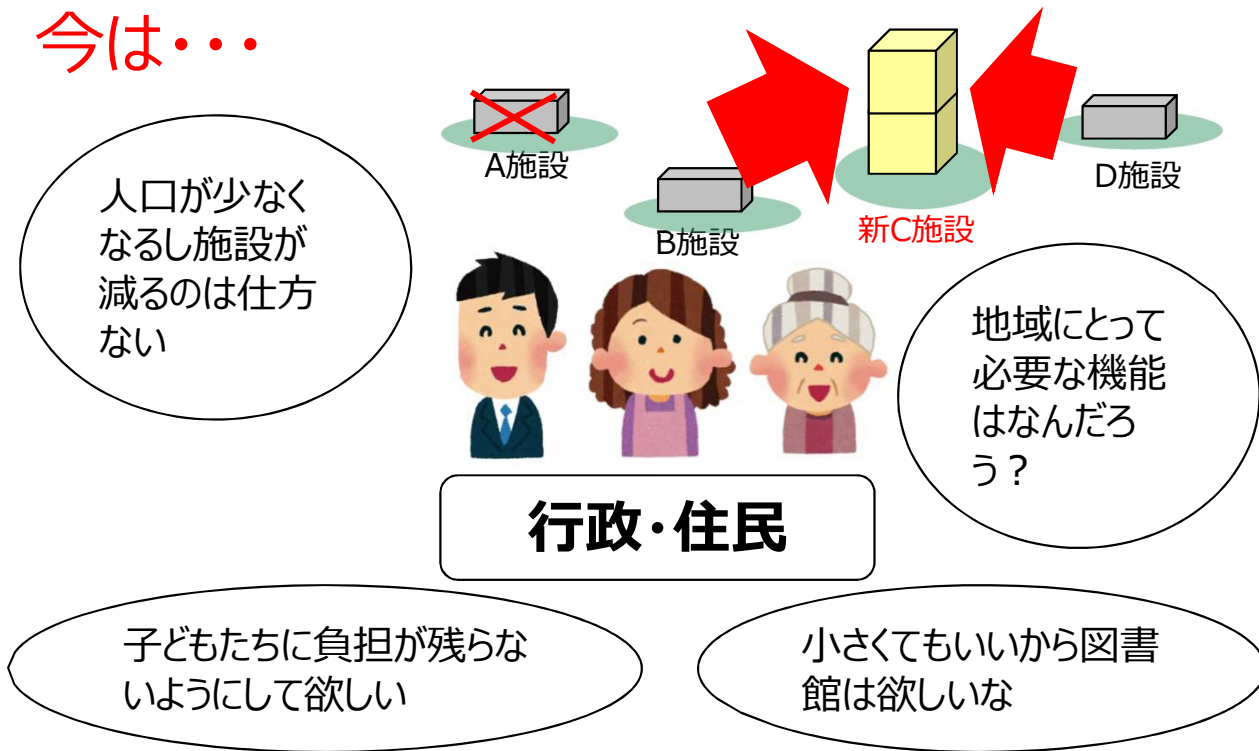 今は・・・
A施設
B施設
新C施設
D施設
人口が少なく
なるし施設が
減るのは仕方
ない
地域にとって
必要な機能
はなんだろ
う？
行政・住民
子どもたちに負担が残らな
いようにして欲しい
小さくてもいいから図書
館は欲しいな